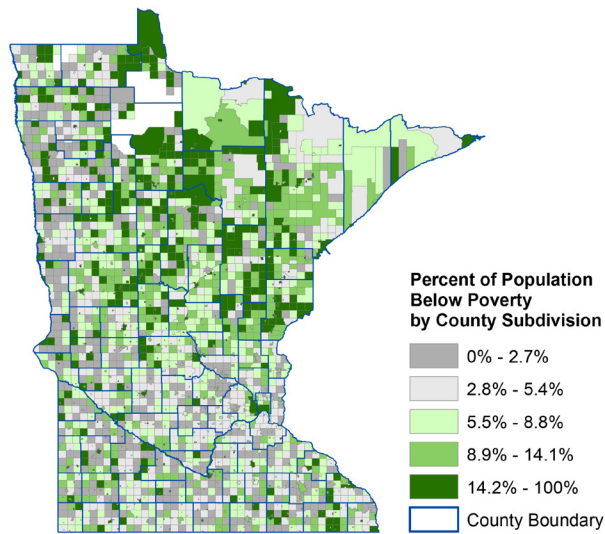 Percent of Population
Below Poverty
by County Subdivision
0% - 2.7%
2.8% - 5.4%
5.5% - 8.8%
8.9% - 14.1%
14.2% - 100%
County Boundary